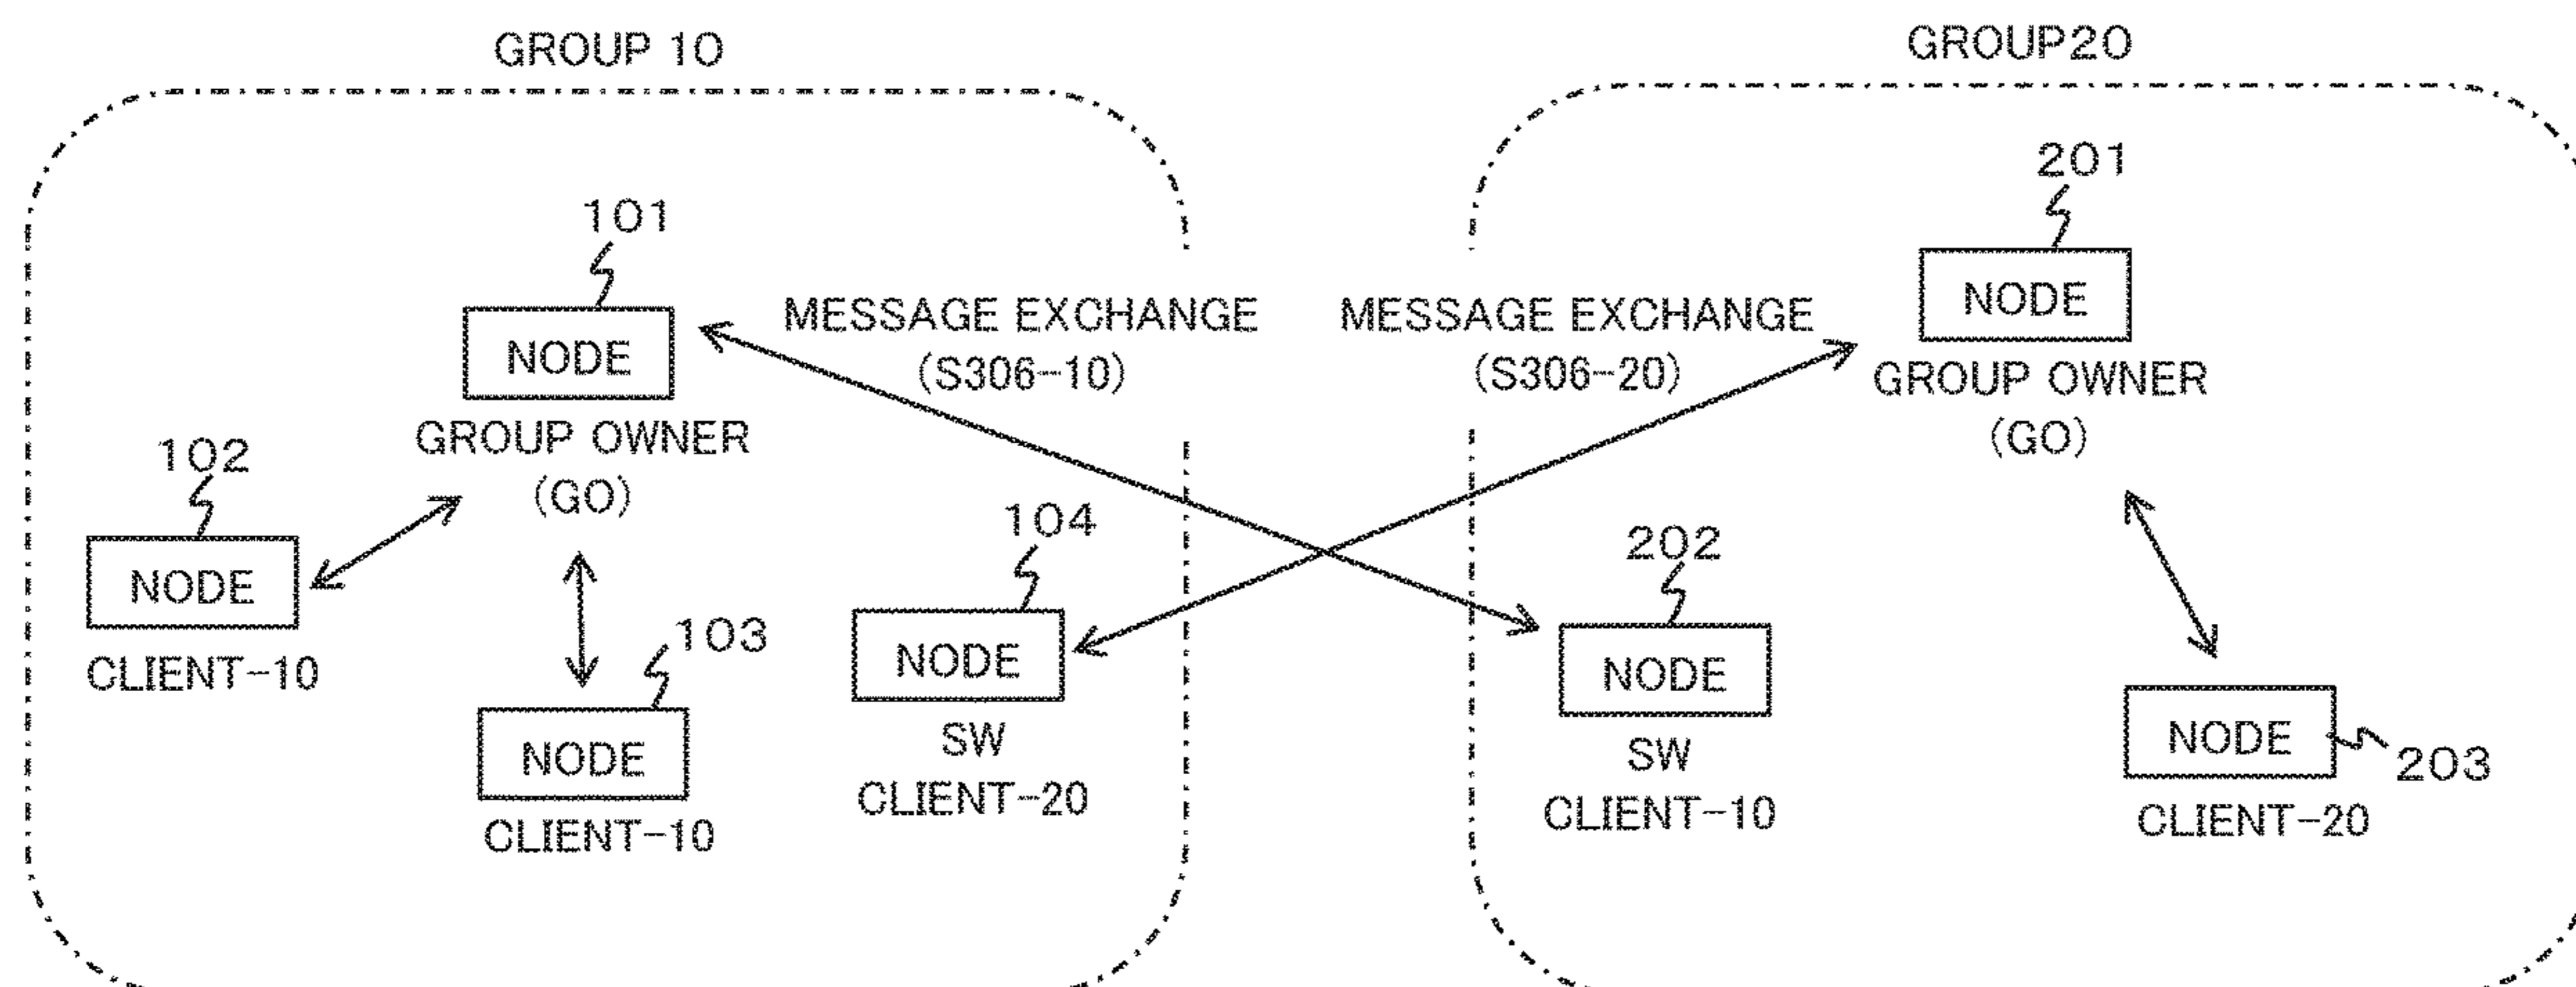 GROUP 10
GROUP20
101
NODE
GROUP OWNER
(GO)
MESSAGE EXCHANGE
(S306-10)
MESSAGE EXCHANGE
(S306-20)
201
NODE
GROUP OWNER
(GO)
102
NODE
CLIENT-10
103
NODE
CLIENT-10
104
NODE
SW
CLIENT-20
202
NODE
SW
CLIENT-10
NODE
203
CLIENT-20